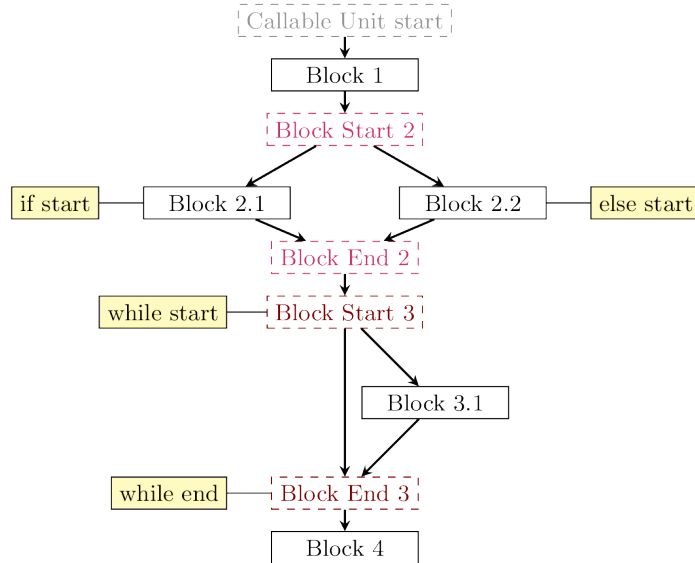 Callable Unit start
Block 1
Block Start 2
if start
Block 2.1
Block 2.2
else start
Block End 2
while start
Block Start 3
Block 3.1
while end
Block End 3
Block 4